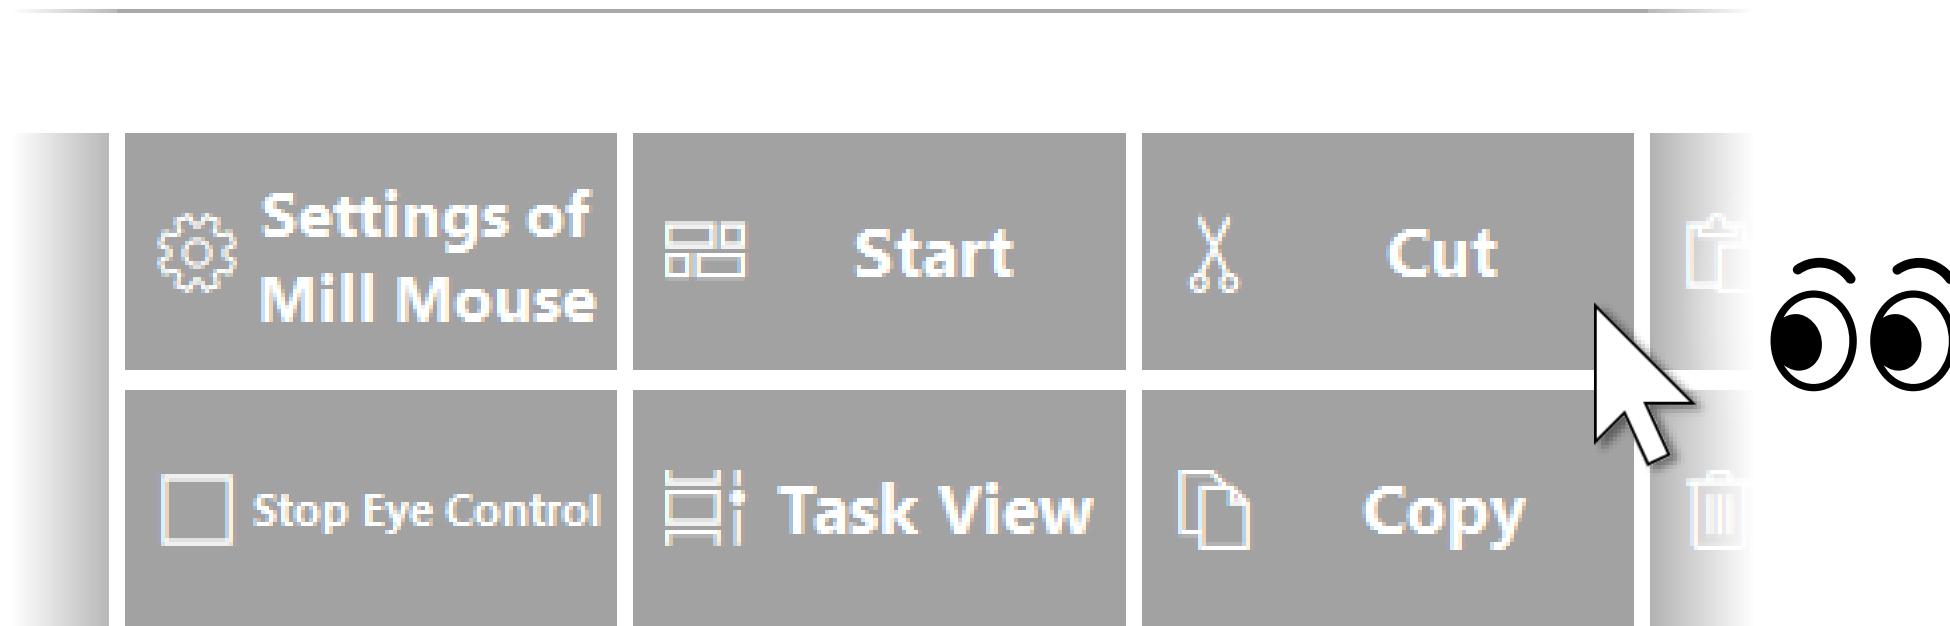 Settings of
Mill Mouse
Start
Cut
Stop Eye Control
Task View
Copy